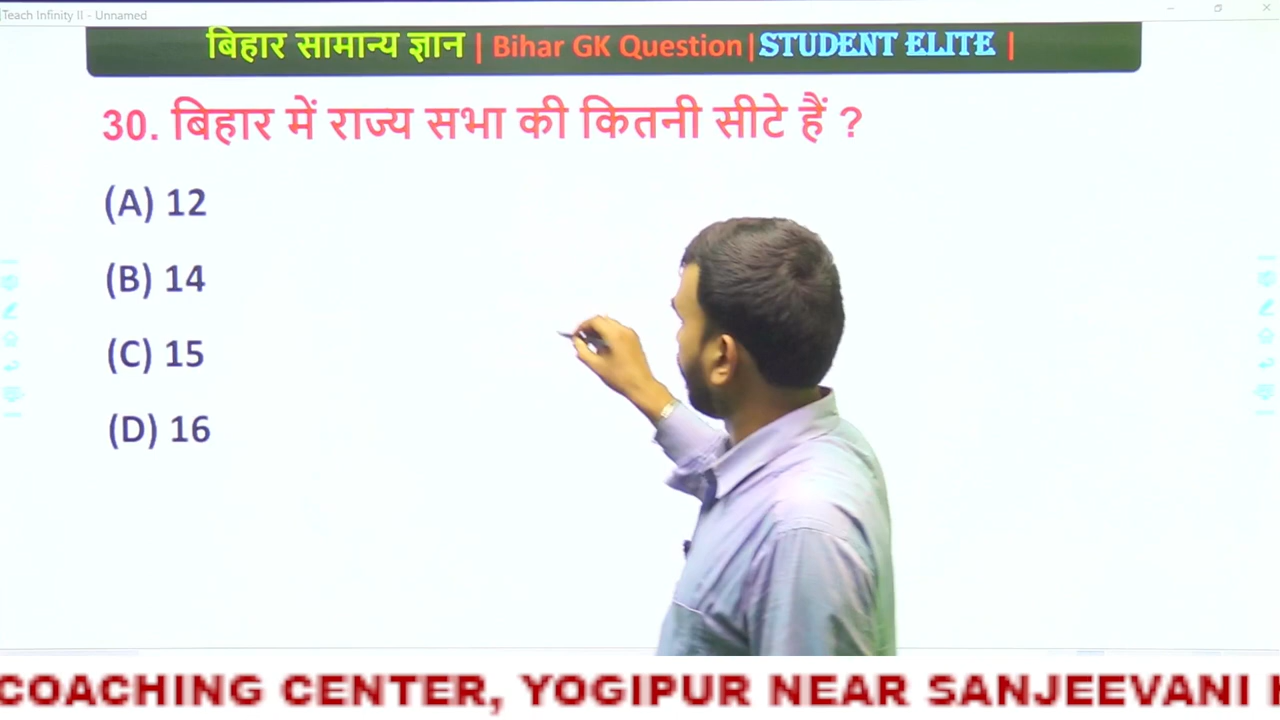 Teach Infinity II - Unnamed
बिहार सामान्य ज्ञान | Bihar GK Question|STUDENT ELITE |
30. बिहार में राज्य सभा की कितनी सीटे हैं ?
(A) 12
(B) 14
(C) 15
(D) 16
COACHING CENTER, YOGIPUR NEAR SANJEEVANI